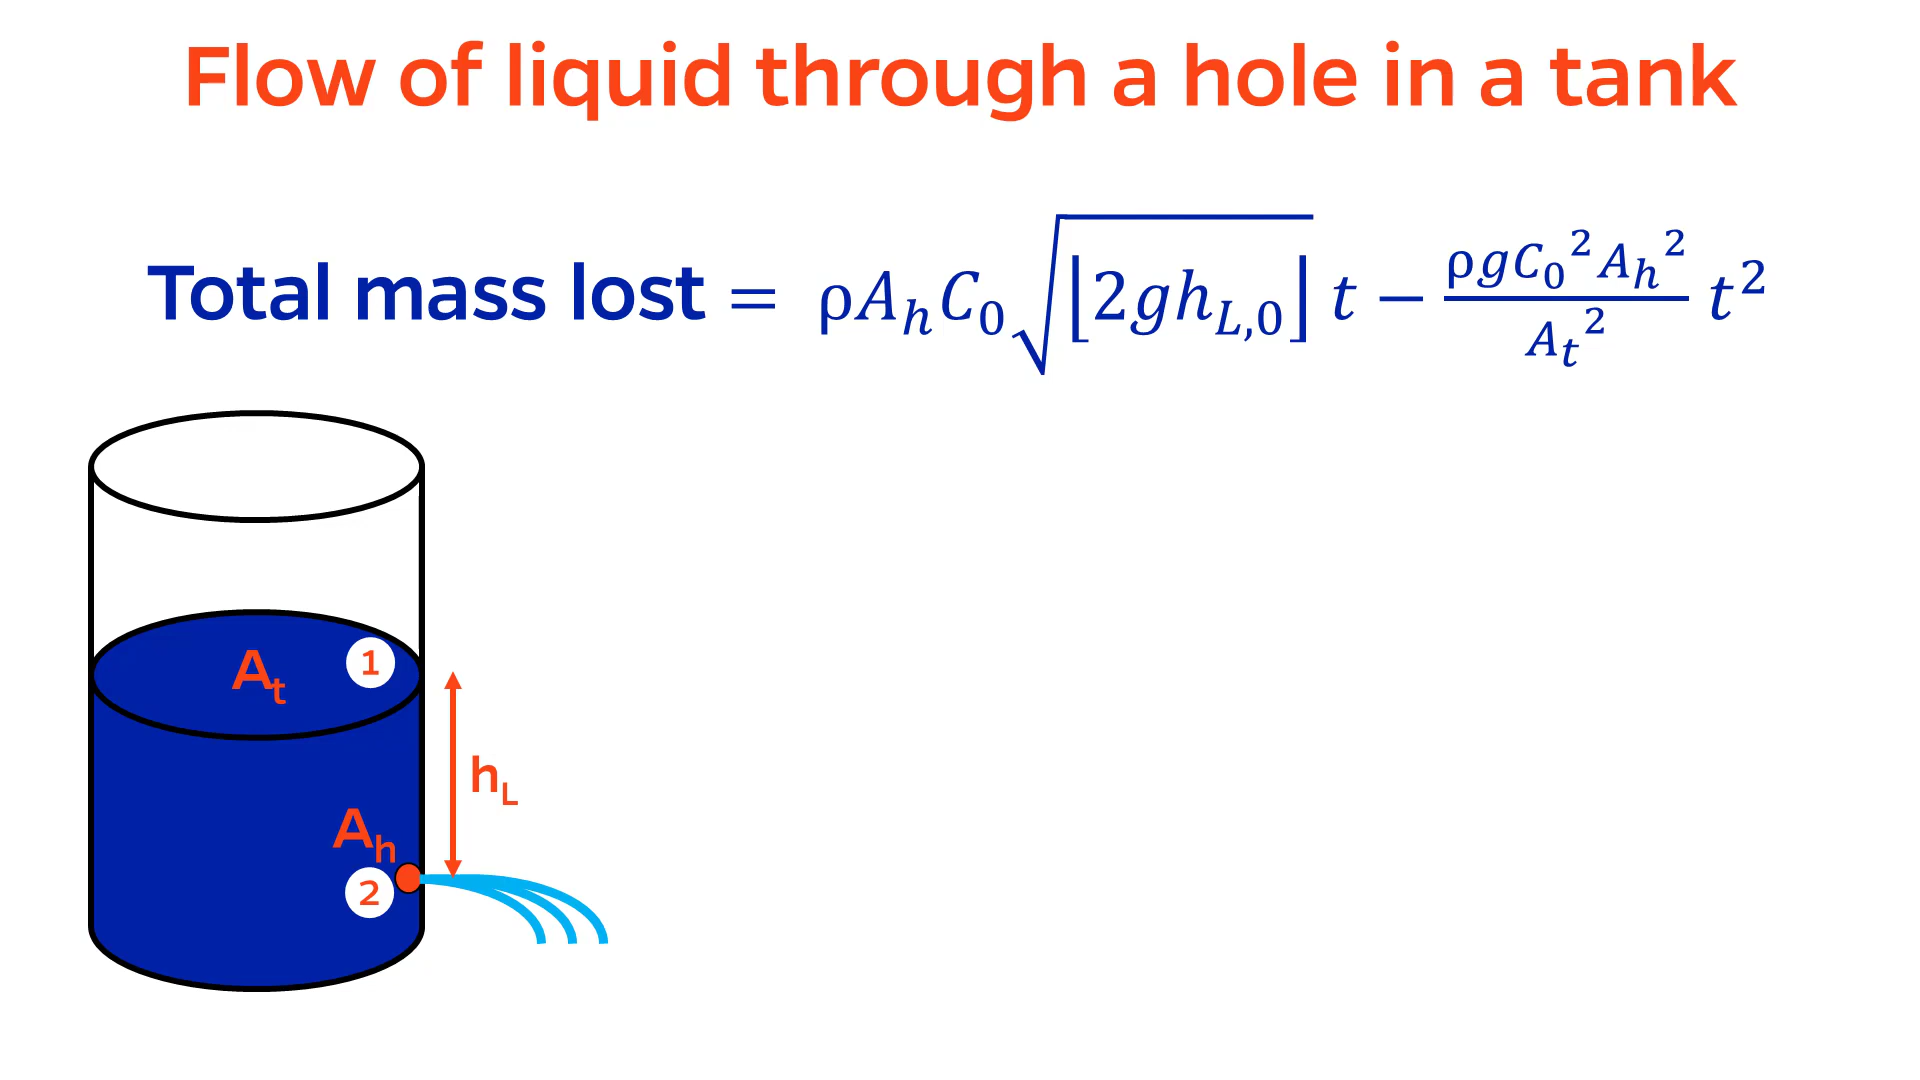 Flow of liquid through a hole in a tank
Total mass lost = ρA_hC_0√⌊2gh_{L,0}⌋ t − (ρgC_0²A_h²)/(A_t²) t²
A_t
1
h_L
A_h
2